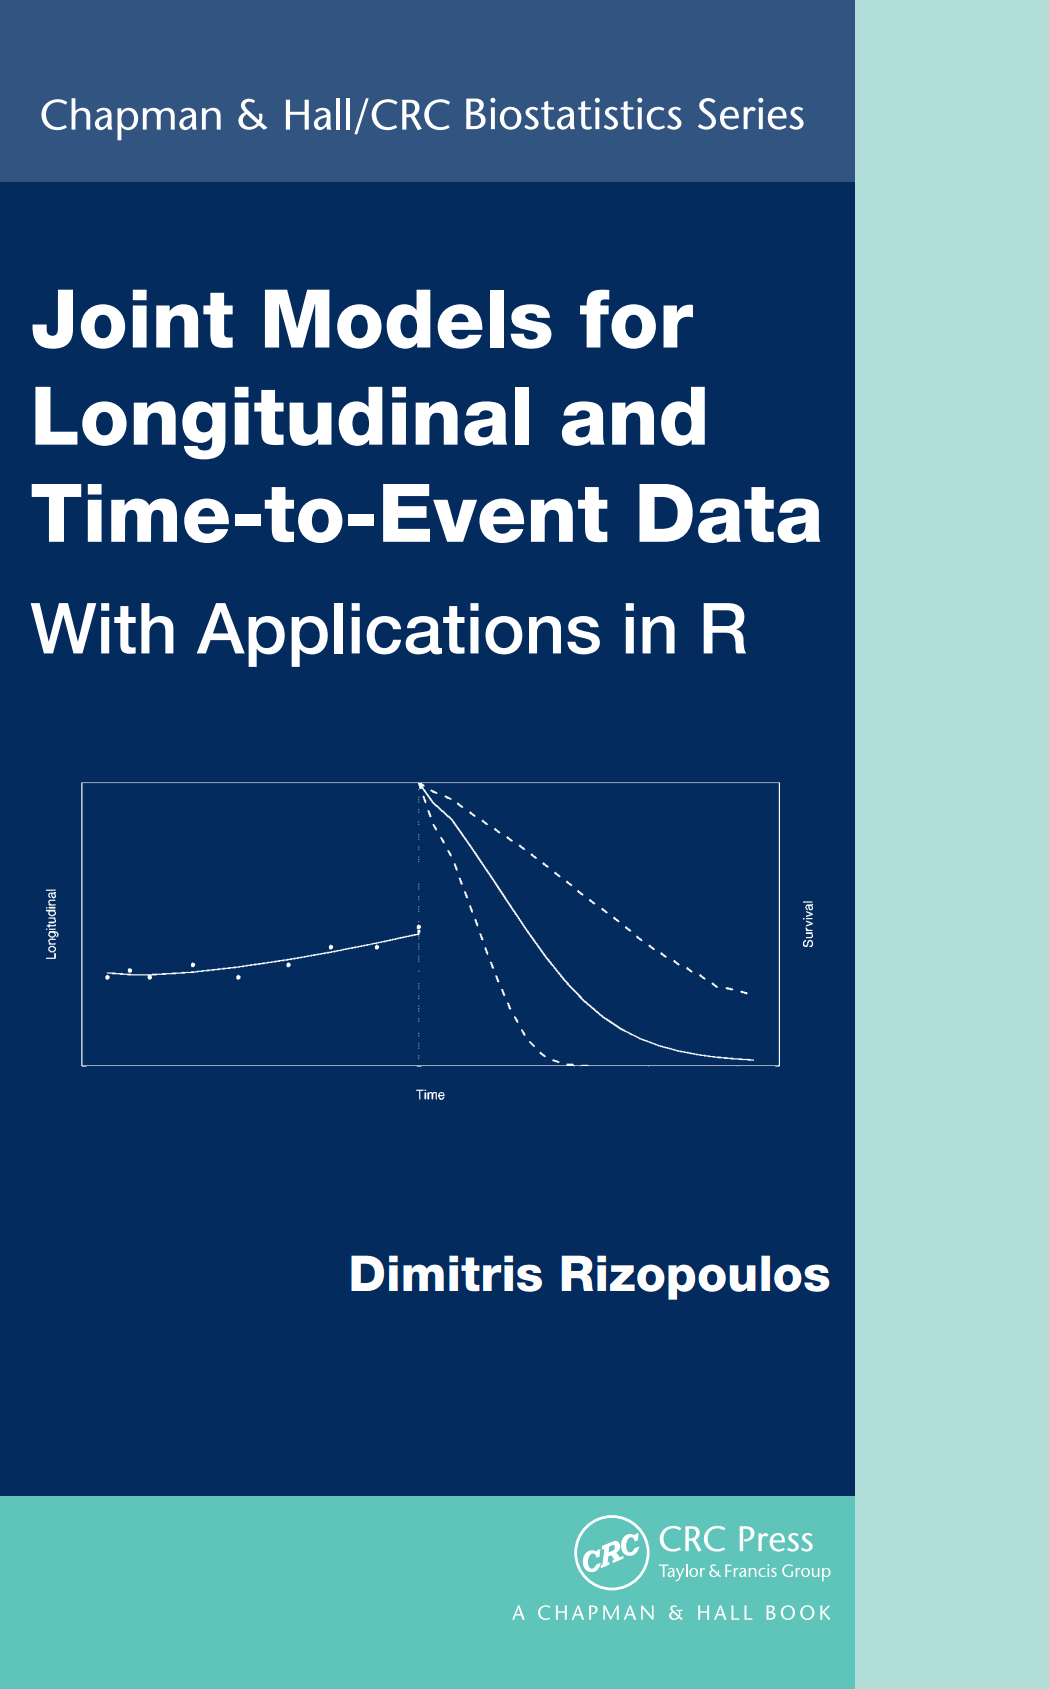 Chapman & Hall/CRC Biostatistics Series
Joint Models for
Longitudinal and
Time-to-Event Data
With Applications in R
Longitudinal
Survival
Time
Dimitris Rizopoulos
CRC
CRC Press
Taylor & Francis Group
A CHAPMAN & HALL BOOK